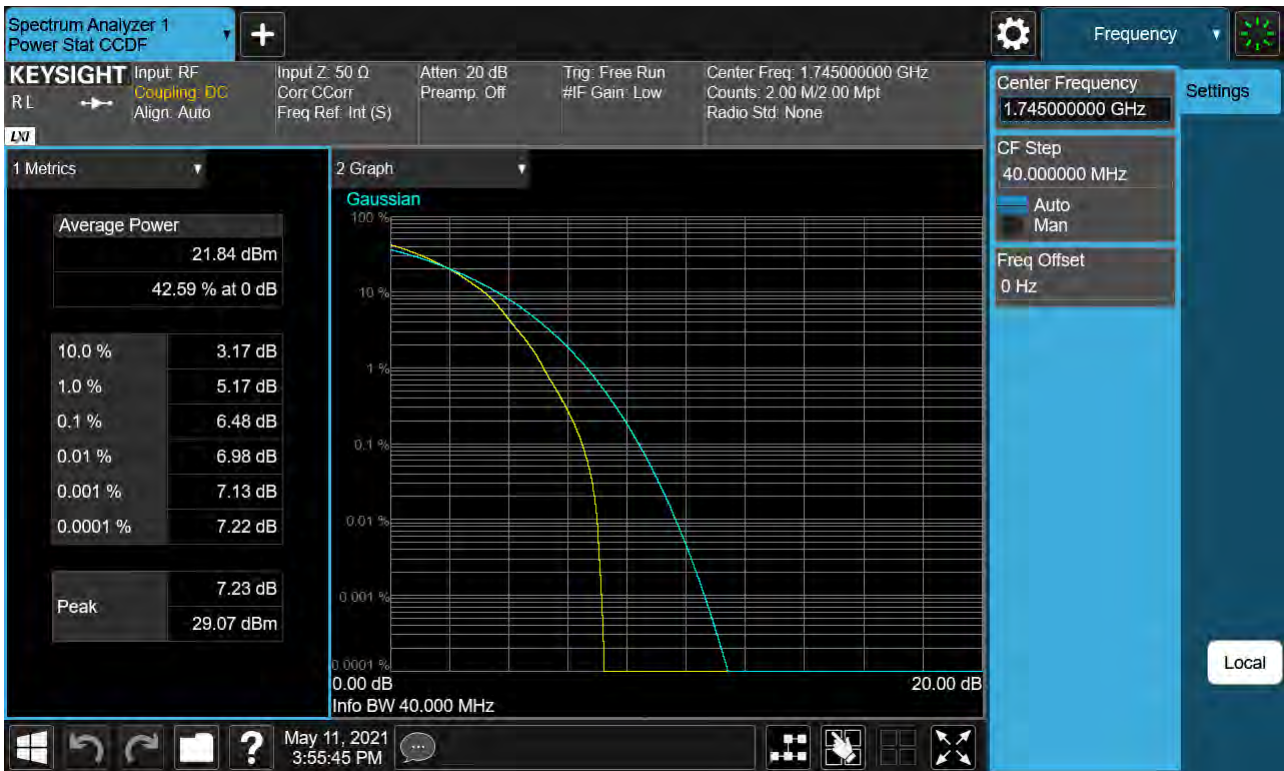 Spectrum Analyzer 1
Power Stat CCDF
Frequency
KEYSIGHT
R L
LXI
Input: RF
Coupling: DC
Align: Auto
Input Z: 50 Ω
Corr CCorr
Freq Ref: Int (S)
Atten: 20 dB
Preamp: Off
Trig: Free Run
#IF Gain: Low
Center Freq: 1.745000000 GHz
Counts: 2.00 M/2.00 Mpt
Radio Std: None
Center Frequency
1.745000000 GHz
Settings
CF Step
40.000000 MHz
Auto
Man
Freq Offset
0 Hz
Local
1 Metrics
Average Power
21.84 dBm
42.59 % at 0 dB
10.0 % 3.17 dB
1.0 % 5.17 dB
0.1 % 6.48 dB
0.01 % 6.98 dB
0.001 % 7.13 dB
0.0001 % 7.22 dB
Peak
7.23 dB
29.07 dBm
2 Graph
Gaussian
100 %
10 %
1 %
0.1 %
0.01 %
0.001 %
0.0001 %
0.00 dB 20.00 dB
Info BW 40.000 MHz
?
May 11, 2021
3:55:45 PM